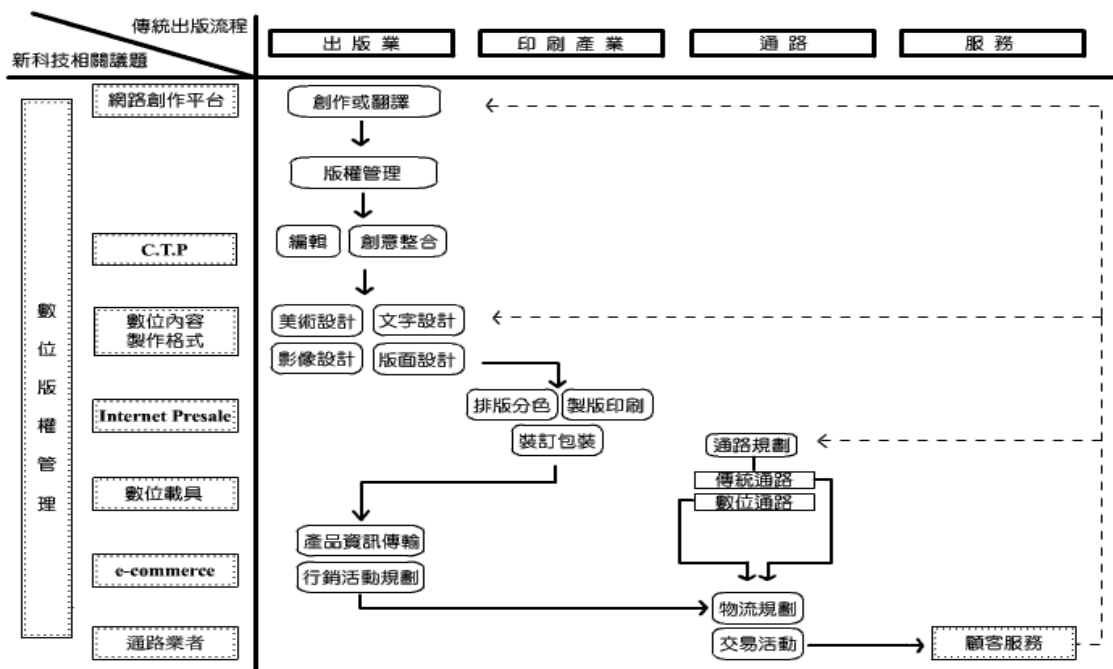 傳統出版流程
新科技相關議題
出版業
印刷產業
通路
服務
數位版權管理
網路創作平台
C.T.P
數位內容
製作格式
Internet Presale
數位載具
e-commerce
通路業者
創作或翻譯
版權管理
編輯
創意整合
美術設計
文字設計
影像設計
版面設計
排版分色
製版印刷
裝訂包裝
通路規劃
傳統通路
數位通路
產品資訊傳輸
行銷活動規劃
物流規劃
交易活動
顧客服務